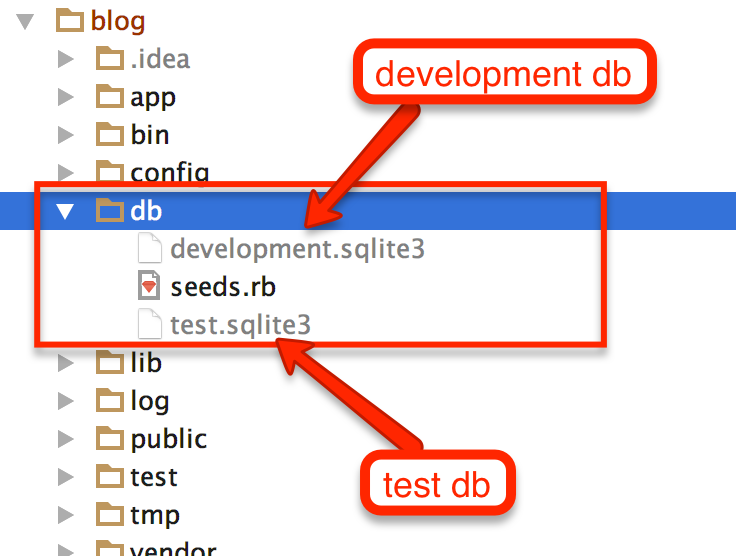 blog
.idea
development db
app
bin
config
db
development.sqlite3
seeds.rb
test.sqlite3
lib
log
public
test
test db
tmp
vendor